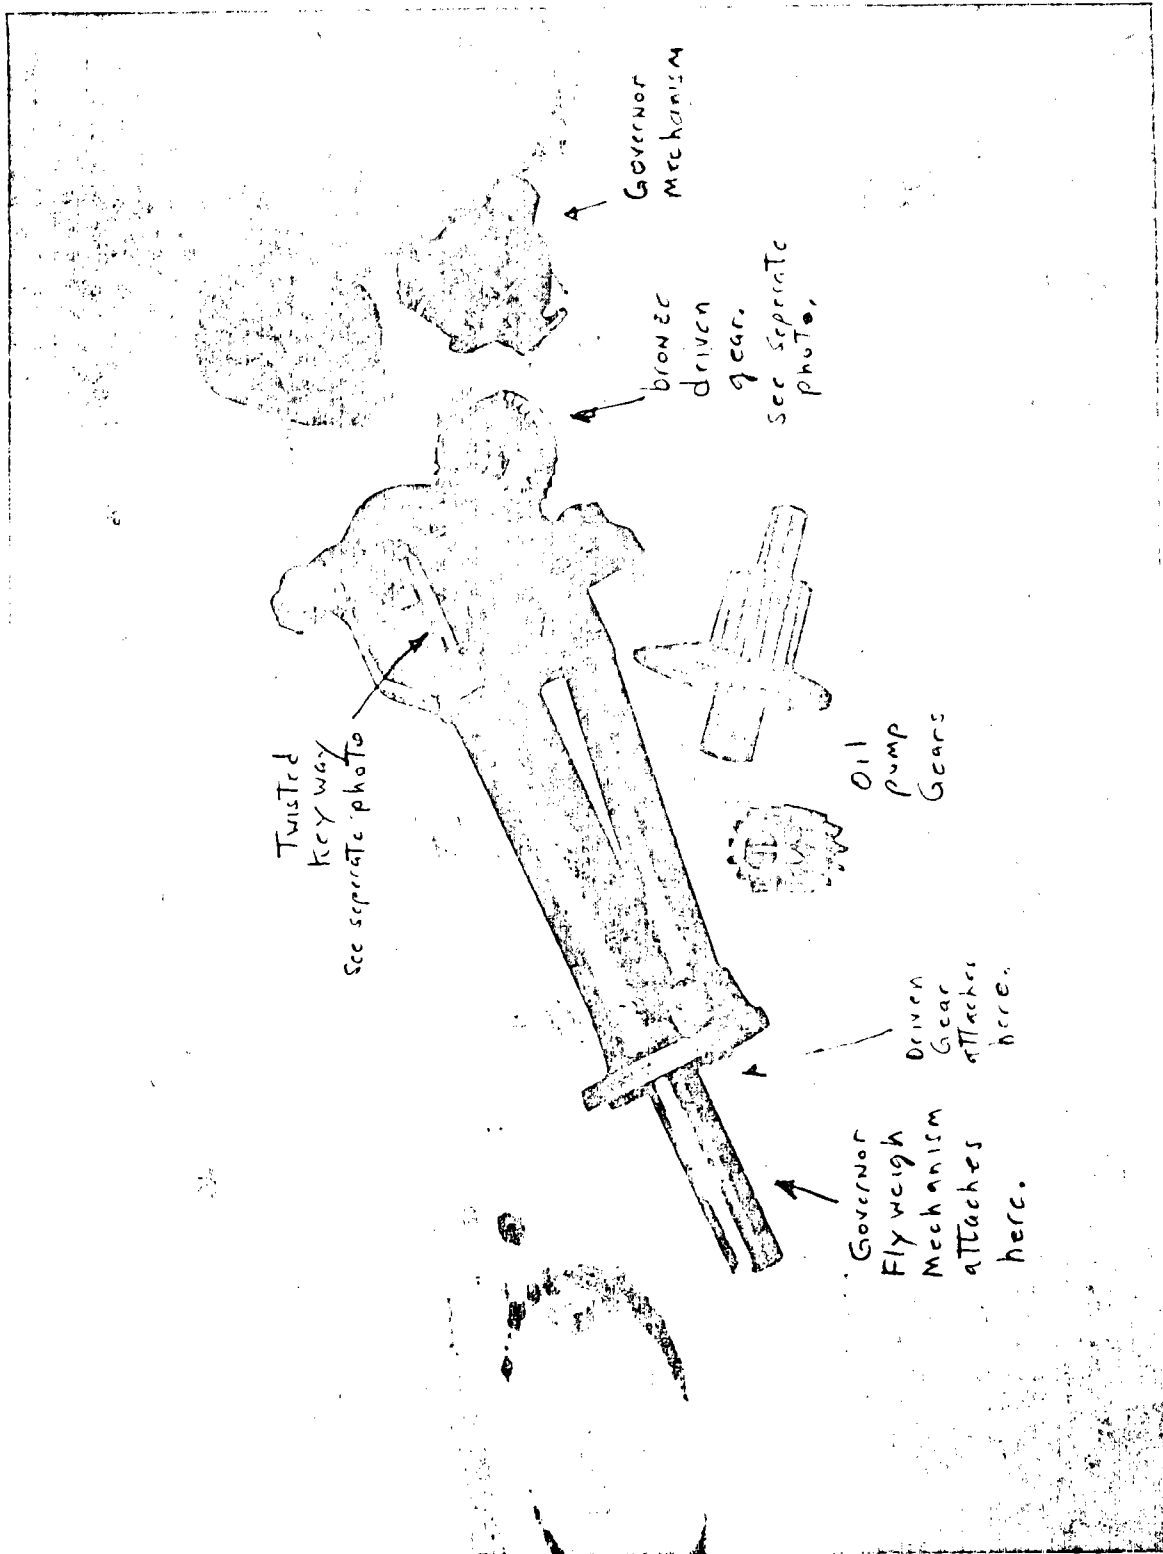 Governor
Mechanism
bronze
driven
gear.
see seperate
photo.
Twisted
key way
see seperate photo
Oil
pump
Gears
Driven
Gear
attaches
here.
Governor
Flyweigh
Mechanism
attaches
here.